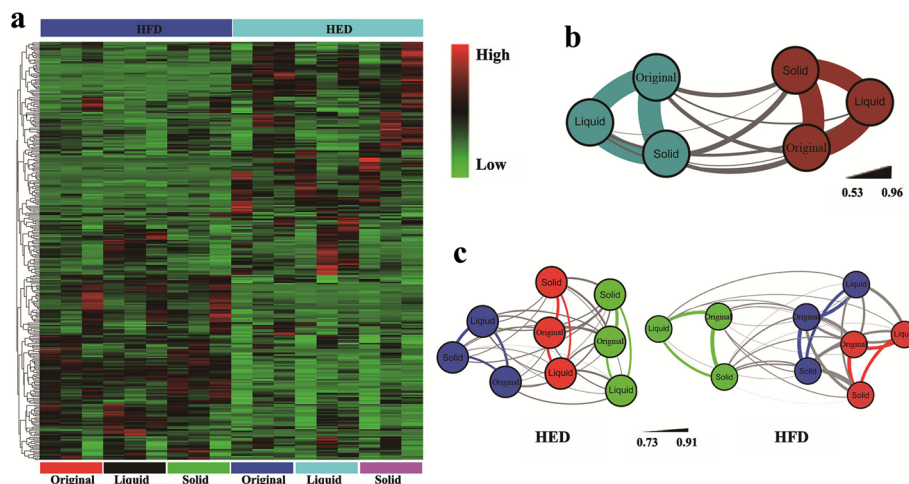 a
HFD HED
High
Low
Original Liquid Solid Original Liquid Solid
b
Original
Solid
Liquid
Liquid
Solid
Original
0.53 0.96
c
Solid
Solid
Liqiud
Original
Original
Solid
Liquid
Original
Liquid
HED
0.73 0.91
Liquid
Liquid
Original
Original
Original
Liquid
Solid
Solid
Solid
HFD